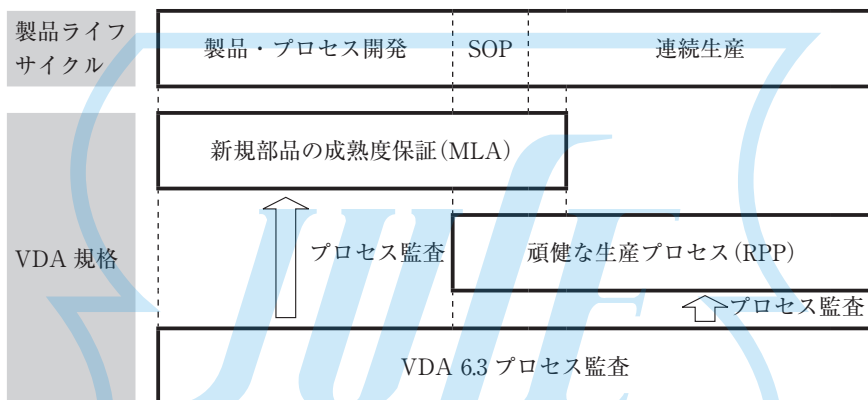 製品ライフ
サイクル
製品・プロセス開発
SOP
連続生産
新規部品の成熟度保証(MLA)
VDA 規格
プロセス監査
頑健な生産プロセス(RPP)
プロセス監査
VDA 6.3 プロセス監査
JUSE